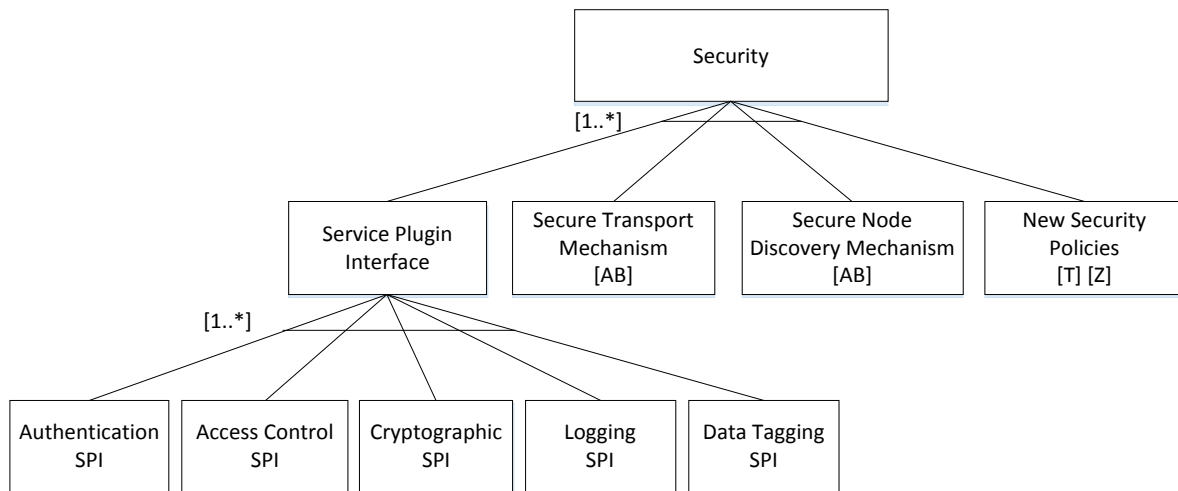 Security
[1..*]
Service Plugin
Interface
Secure Transport
Mechanism
[AB]
Secure Node
Discovery Mechanism
[AB]
New Security
Policies
[T] [Z]
[1..*]
Authentication
SPI
Access Control
SPI
Cryptographic
SPI
Logging
SPI
Data Tagging
SPI